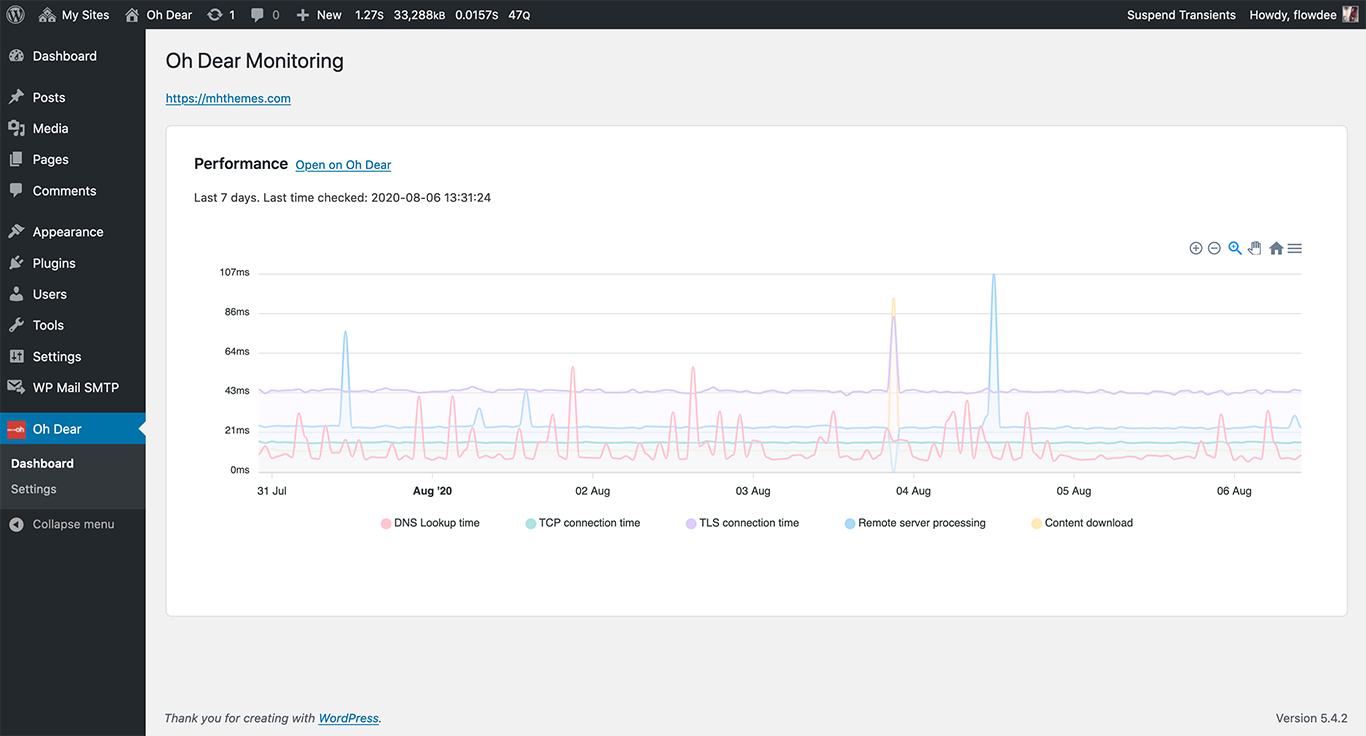 My Sites Oh Dear 1 0 New 1.27s 33,288kB 0.0157s 47Q Suspend Transients Howdy, flowdee
Dashboard
Posts
Media
Pages
Comments
Appearance
Plugins
Users
Tools
Settings
WP Mail SMTP
oh Oh Dear
Dashboard
Settings
Collapse menu
Oh Dear Monitoring
https://mhthemes.com
Performance Open on Oh Dear
Last 7 days. Last time checked: 2020-08-06 13:31:24
107ms
86ms
64ms
43ms
21ms
0ms
31 Jul Aug '20 02 Aug 03 Aug 04 Aug 05 Aug 06 Aug
DNS Lookup time TCP connection time TLS connection time Remote server processing Content download
Thank you for creating with WordPress. Version 5.4.2